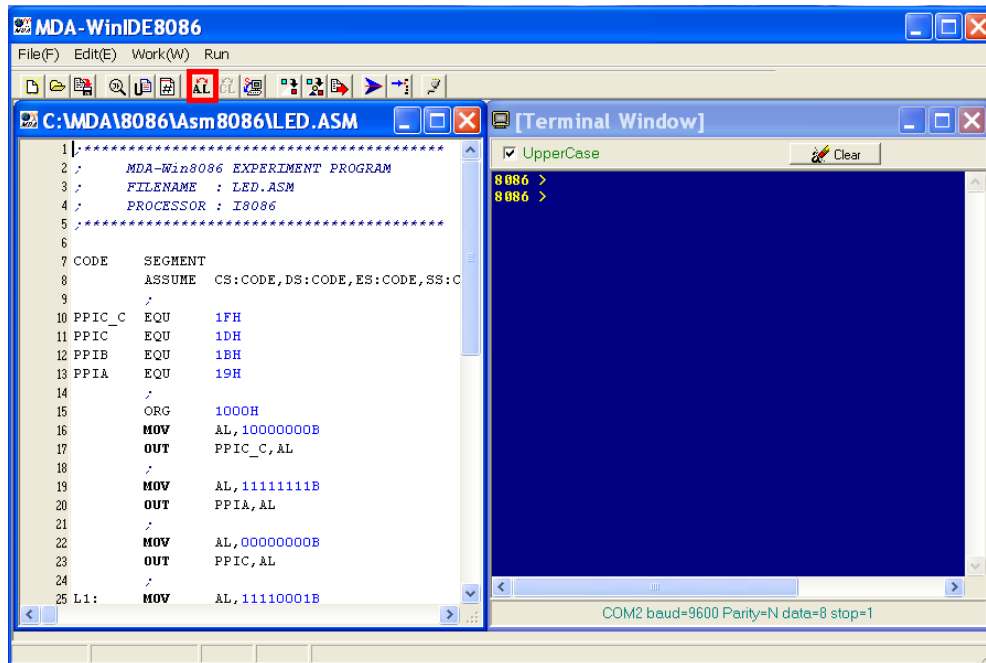 MDA-WinIDE8086
File(F) Edit(E) Work(W) Run
AL CL
C:\MDA\8086\Asm8086\LED.ASM
1 ;*****************************************
2 ; MDA-Win8086 EXPERIMENT PROGRAM
3 ; FILENAME : LED.ASM
4 ; PROCESSOR : I8086
5 ;*****************************************
6
7 CODE SEGMENT
8 ASSUME CS:CODE,DS:CODE,ES:CODE,SS:C
9 ;
10 PPIC_C EQU 1FH
11 PPIC EQU 1DH
12 PPIB EQU 1BH
13 PPIA EQU 19H
14 ;
15 ORG 1000H
16 MOV AL,10000000B
17 OUT PPIC_C,AL
18 ;
19 MOV AL,11111111B
20 OUT PPIA,AL
21 ;
22 MOV AL,00000000B
23 OUT PPIC,AL
24 ;
25 L1: MOV AL,11110001B
[Terminal Window]
UpperCase Clear
8086 >
8086 >
COM2 baud=9600 Parity=N data=8 stop=1